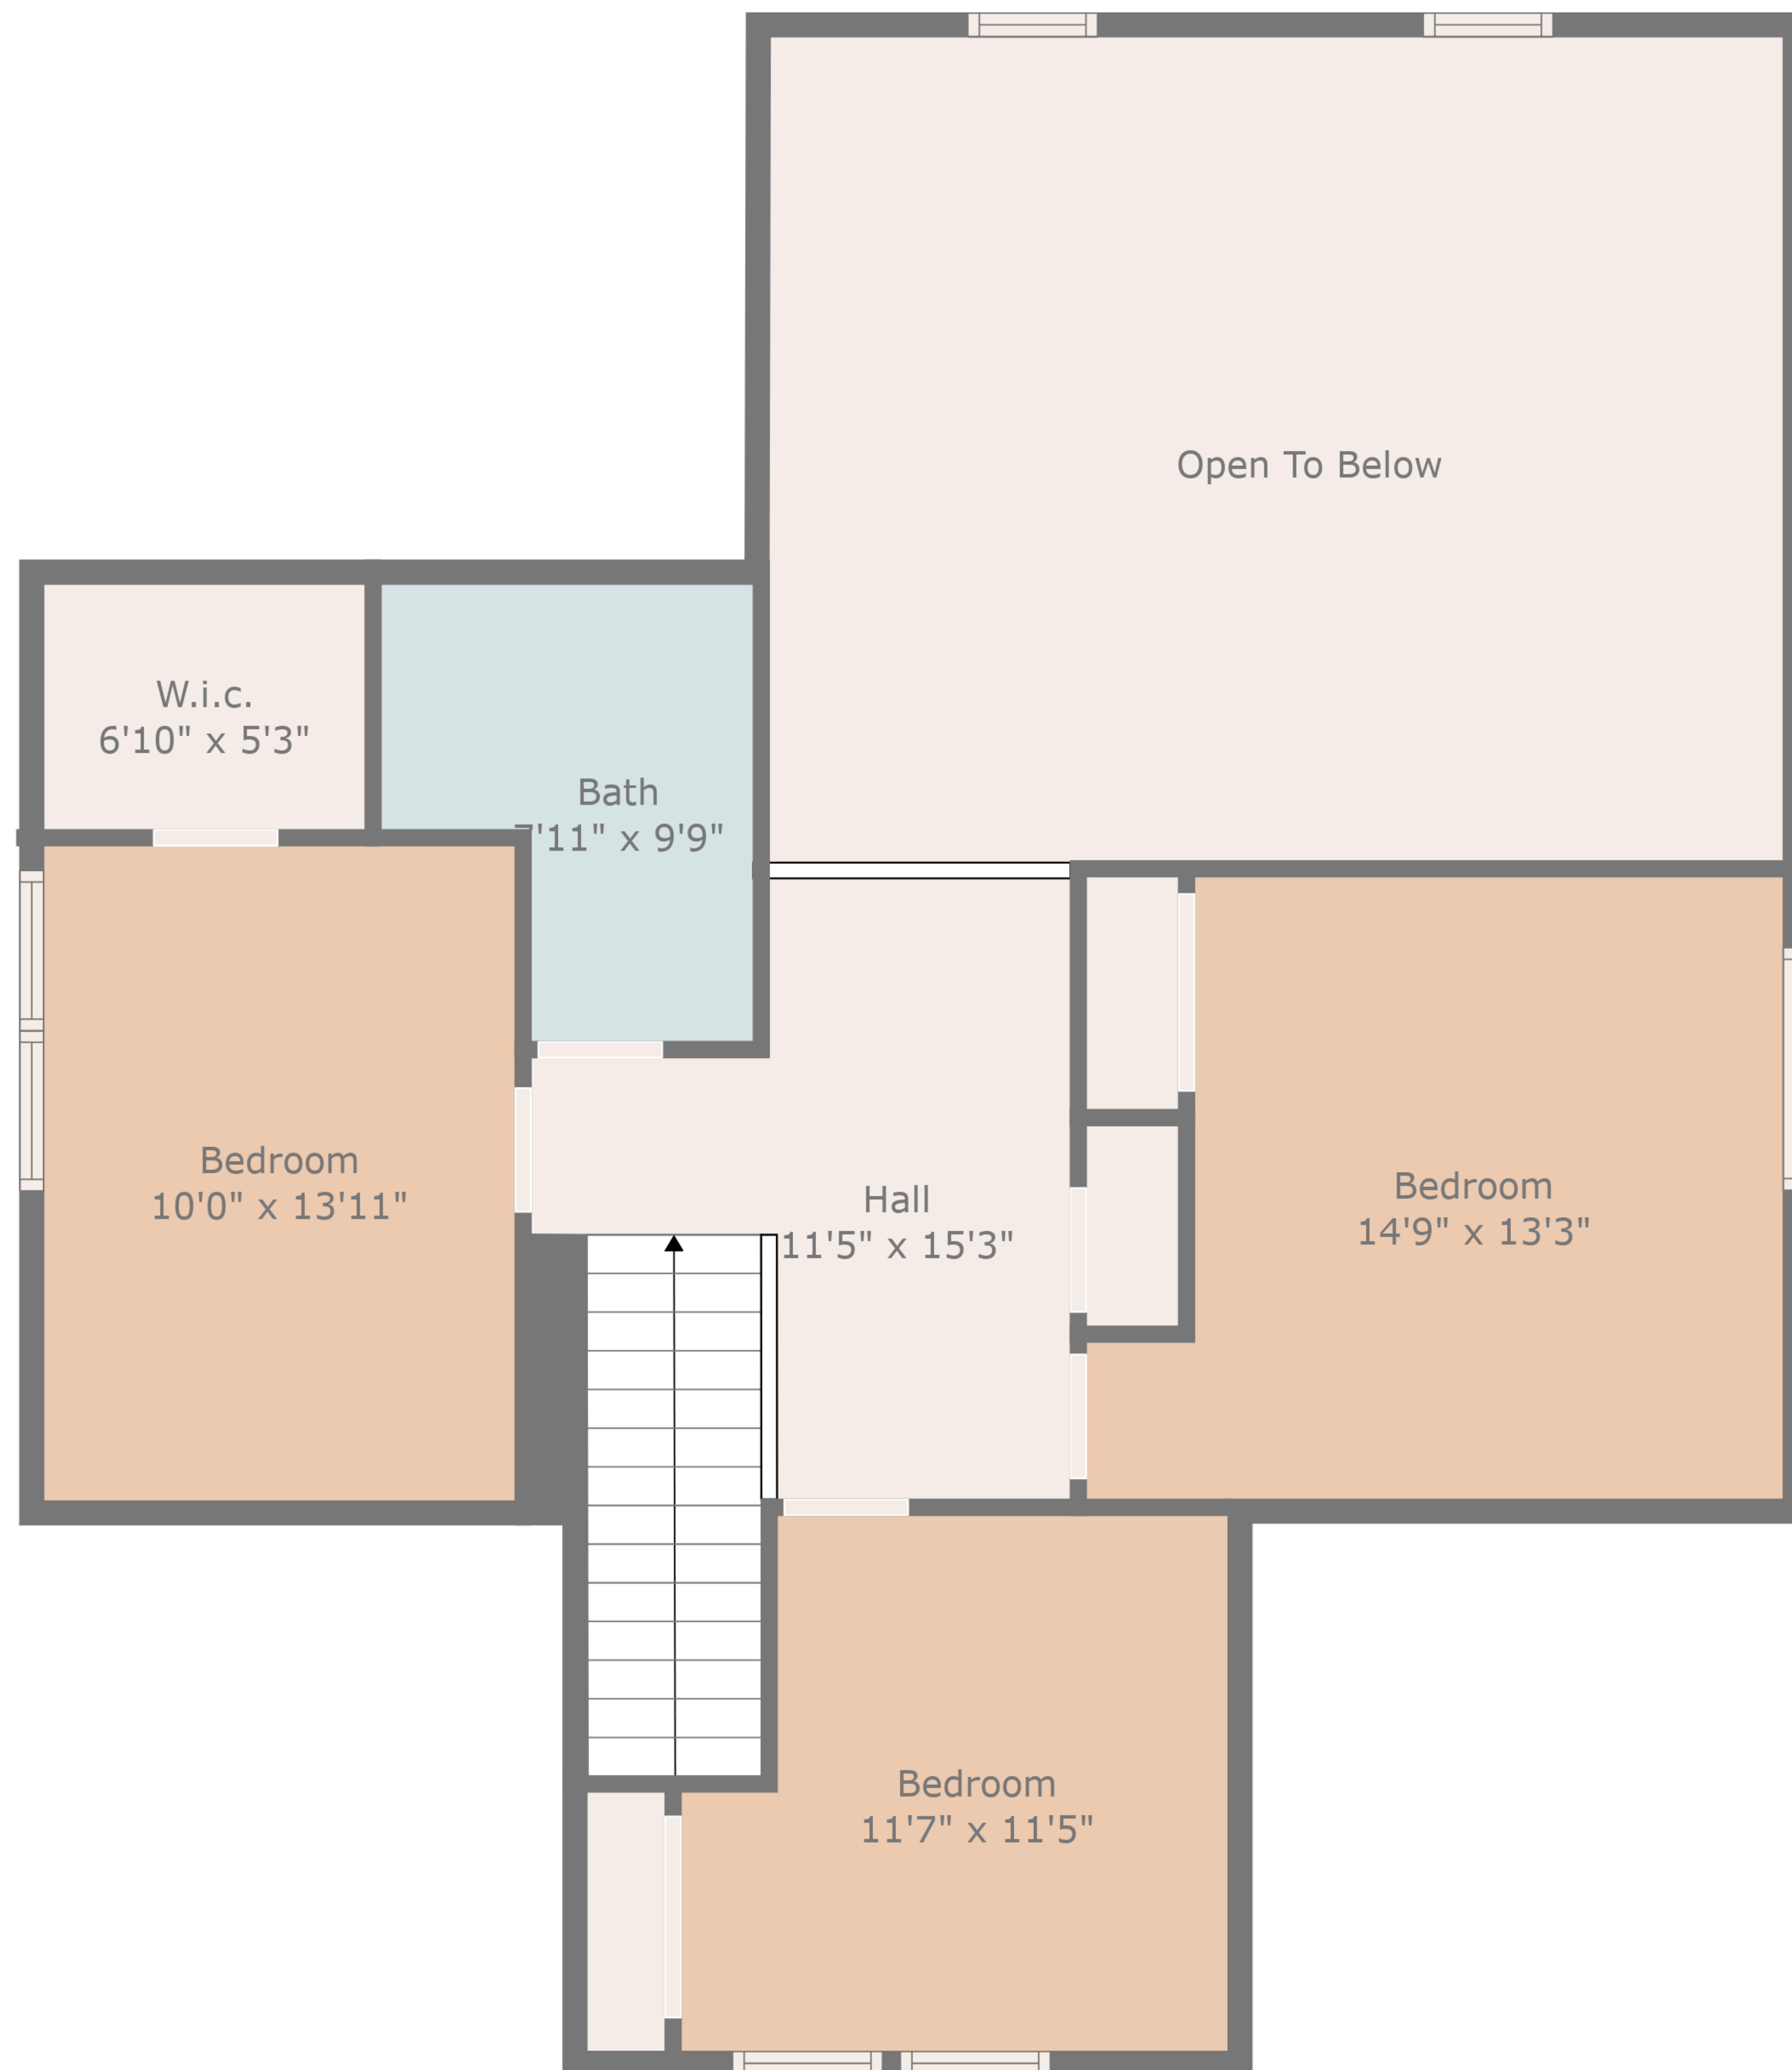 Open To Below
W.i.c.
6'10" x 5'3"
Bath
7'11" x 9'9"
Bedroom
10'0" x 13'11"
Hall
11'5" x 15'3"
Bedroom
14'9" x 13'3"
Bedroom
11'7" x 11'5"